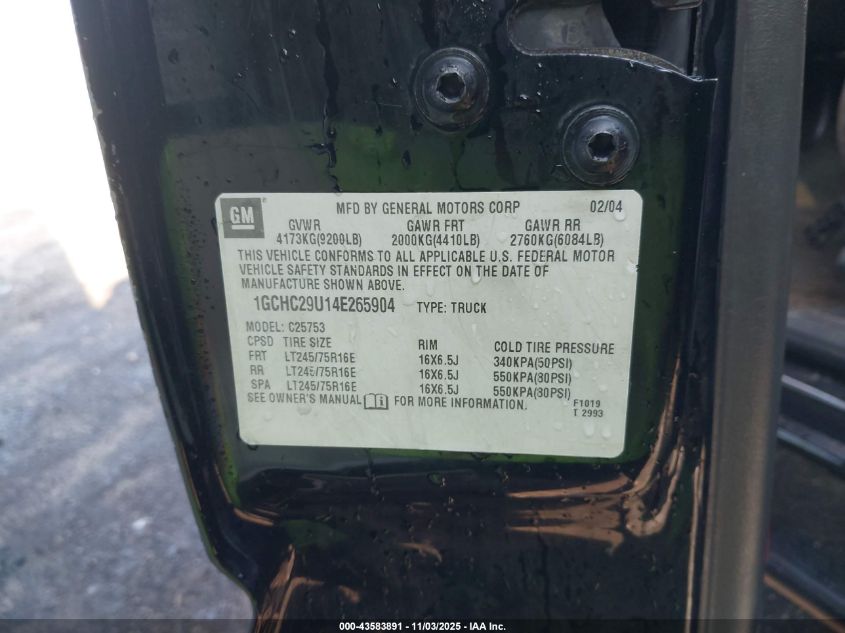 GM
MFD BY GENERAL MOTORS CORP 02/04
GVWR GAWR FRT GAWR RR
4173KG(9200LB) 2000KG(4410LB) 2760KG(6084LB)
THIS VEHICLE CONFORMS TO ALL APPLICABLE U.S. FEDERAL MOTOR
VEHICLE SAFETY STANDARDS IN EFFECT ON THE DATE OF
MANUFACTURE SHOWN ABOVE.
1GCHC29U14E265904 TYPE: TRUCK
MODEL: C25753
CPSD TIRE SIZE RIM COLD TIRE PRESSURE
FRT LT245/75R16E 16X6.5J 340KPA(50PSI)
RR LT245/75R16E 16X6.5J 550KPA(80PSI)
SPA LT245/75R16E 16X6.5J 550KPA(80PSI)
SEE OWNER'S MANUAL FOR MORE INFORMATION.
F1019
T 2993
000-43583891 - 11/03/2025 - IAA Inc.